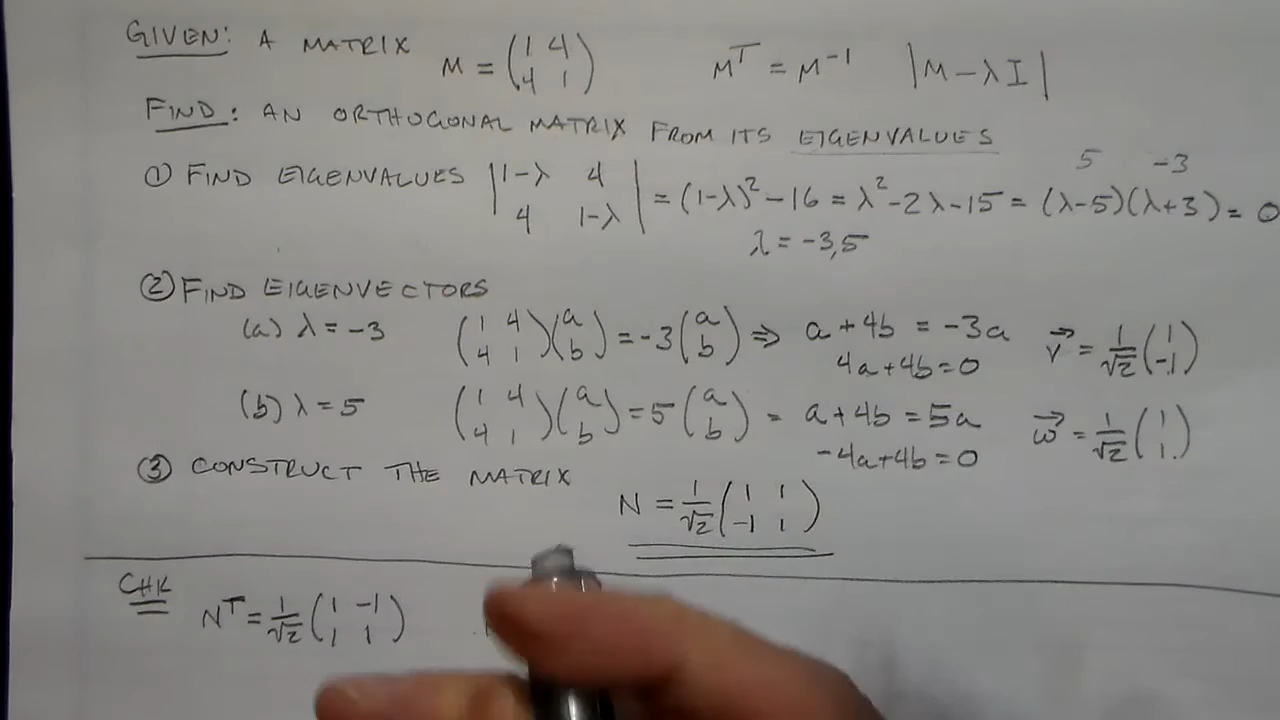 GIVEN: A MATRIX M = (1 4 4 1) M^T = M^-1 |M - λI|
FIND: AN ORTHOGONAL MATRIX FROM ITS EIGENVALUES
5 -3
① FIND EIGENVALUES |1-λ 4 4 1-λ| = (1-λ)² - 16 = λ² - 2λ - 15 = (λ-5)(λ+3) = 0
λ = -3,5
② FIND EIGENVECTORS
(a) λ = -3 (1 4 4 1)(a b) = -3(a b) ⇒ a + 4b = -3a v⃗ = 1/√2 (1 -1)
4a + 4b = 0
(b) λ = 5 (1 4 4 1)(a b) = 5(a b) = a + 4b = 5a w⃗ = 1/√2 (1 1)
-4a + 4b = 0
③ CONSTRUCT THE MATRIX
N = 1/√2 (1 1 -1 1)
CHK
N^T = 1/√2 (1 -1 1 1)